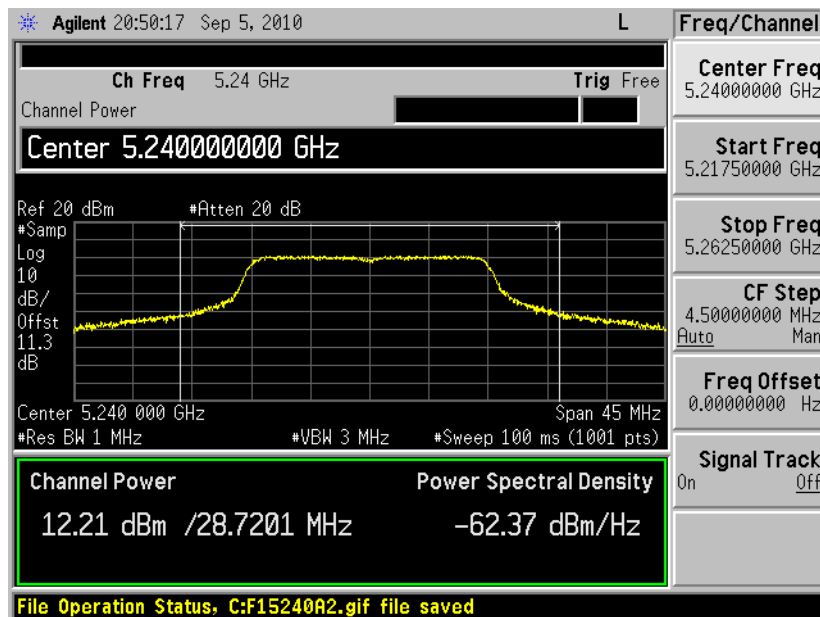 Agilent 20:50:17 Sep 5, 2010 L
Freq/Channel
Ch Freq 5.24 GHz Trig Free
Channel Power
Center 5.240000000 GHz
Ref 20 dBm #Atten 20 dB
#Samp
Log
10
dB/
Offst
11.3
dB
Center 5.240 000 GHz Span 45 MHz
#Res BW 1 MHz #VBW 3 MHz #Sweep 100 ms (1001 pts)
Channel Power Power Spectral Density
12.21 dBm /28.7201 MHz -62.37 dBm/Hz
File Operation Status, C:F15240A2.gif file saved
Center Freq
5.24000000 GHz
Start Freq
5.21750000 GHz
Stop Freq
5.26250000 GHz
CF Step
4.50000000 MHz
Auto Man
Freq Offset
0.00000000 Hz
Signal Track
On Off